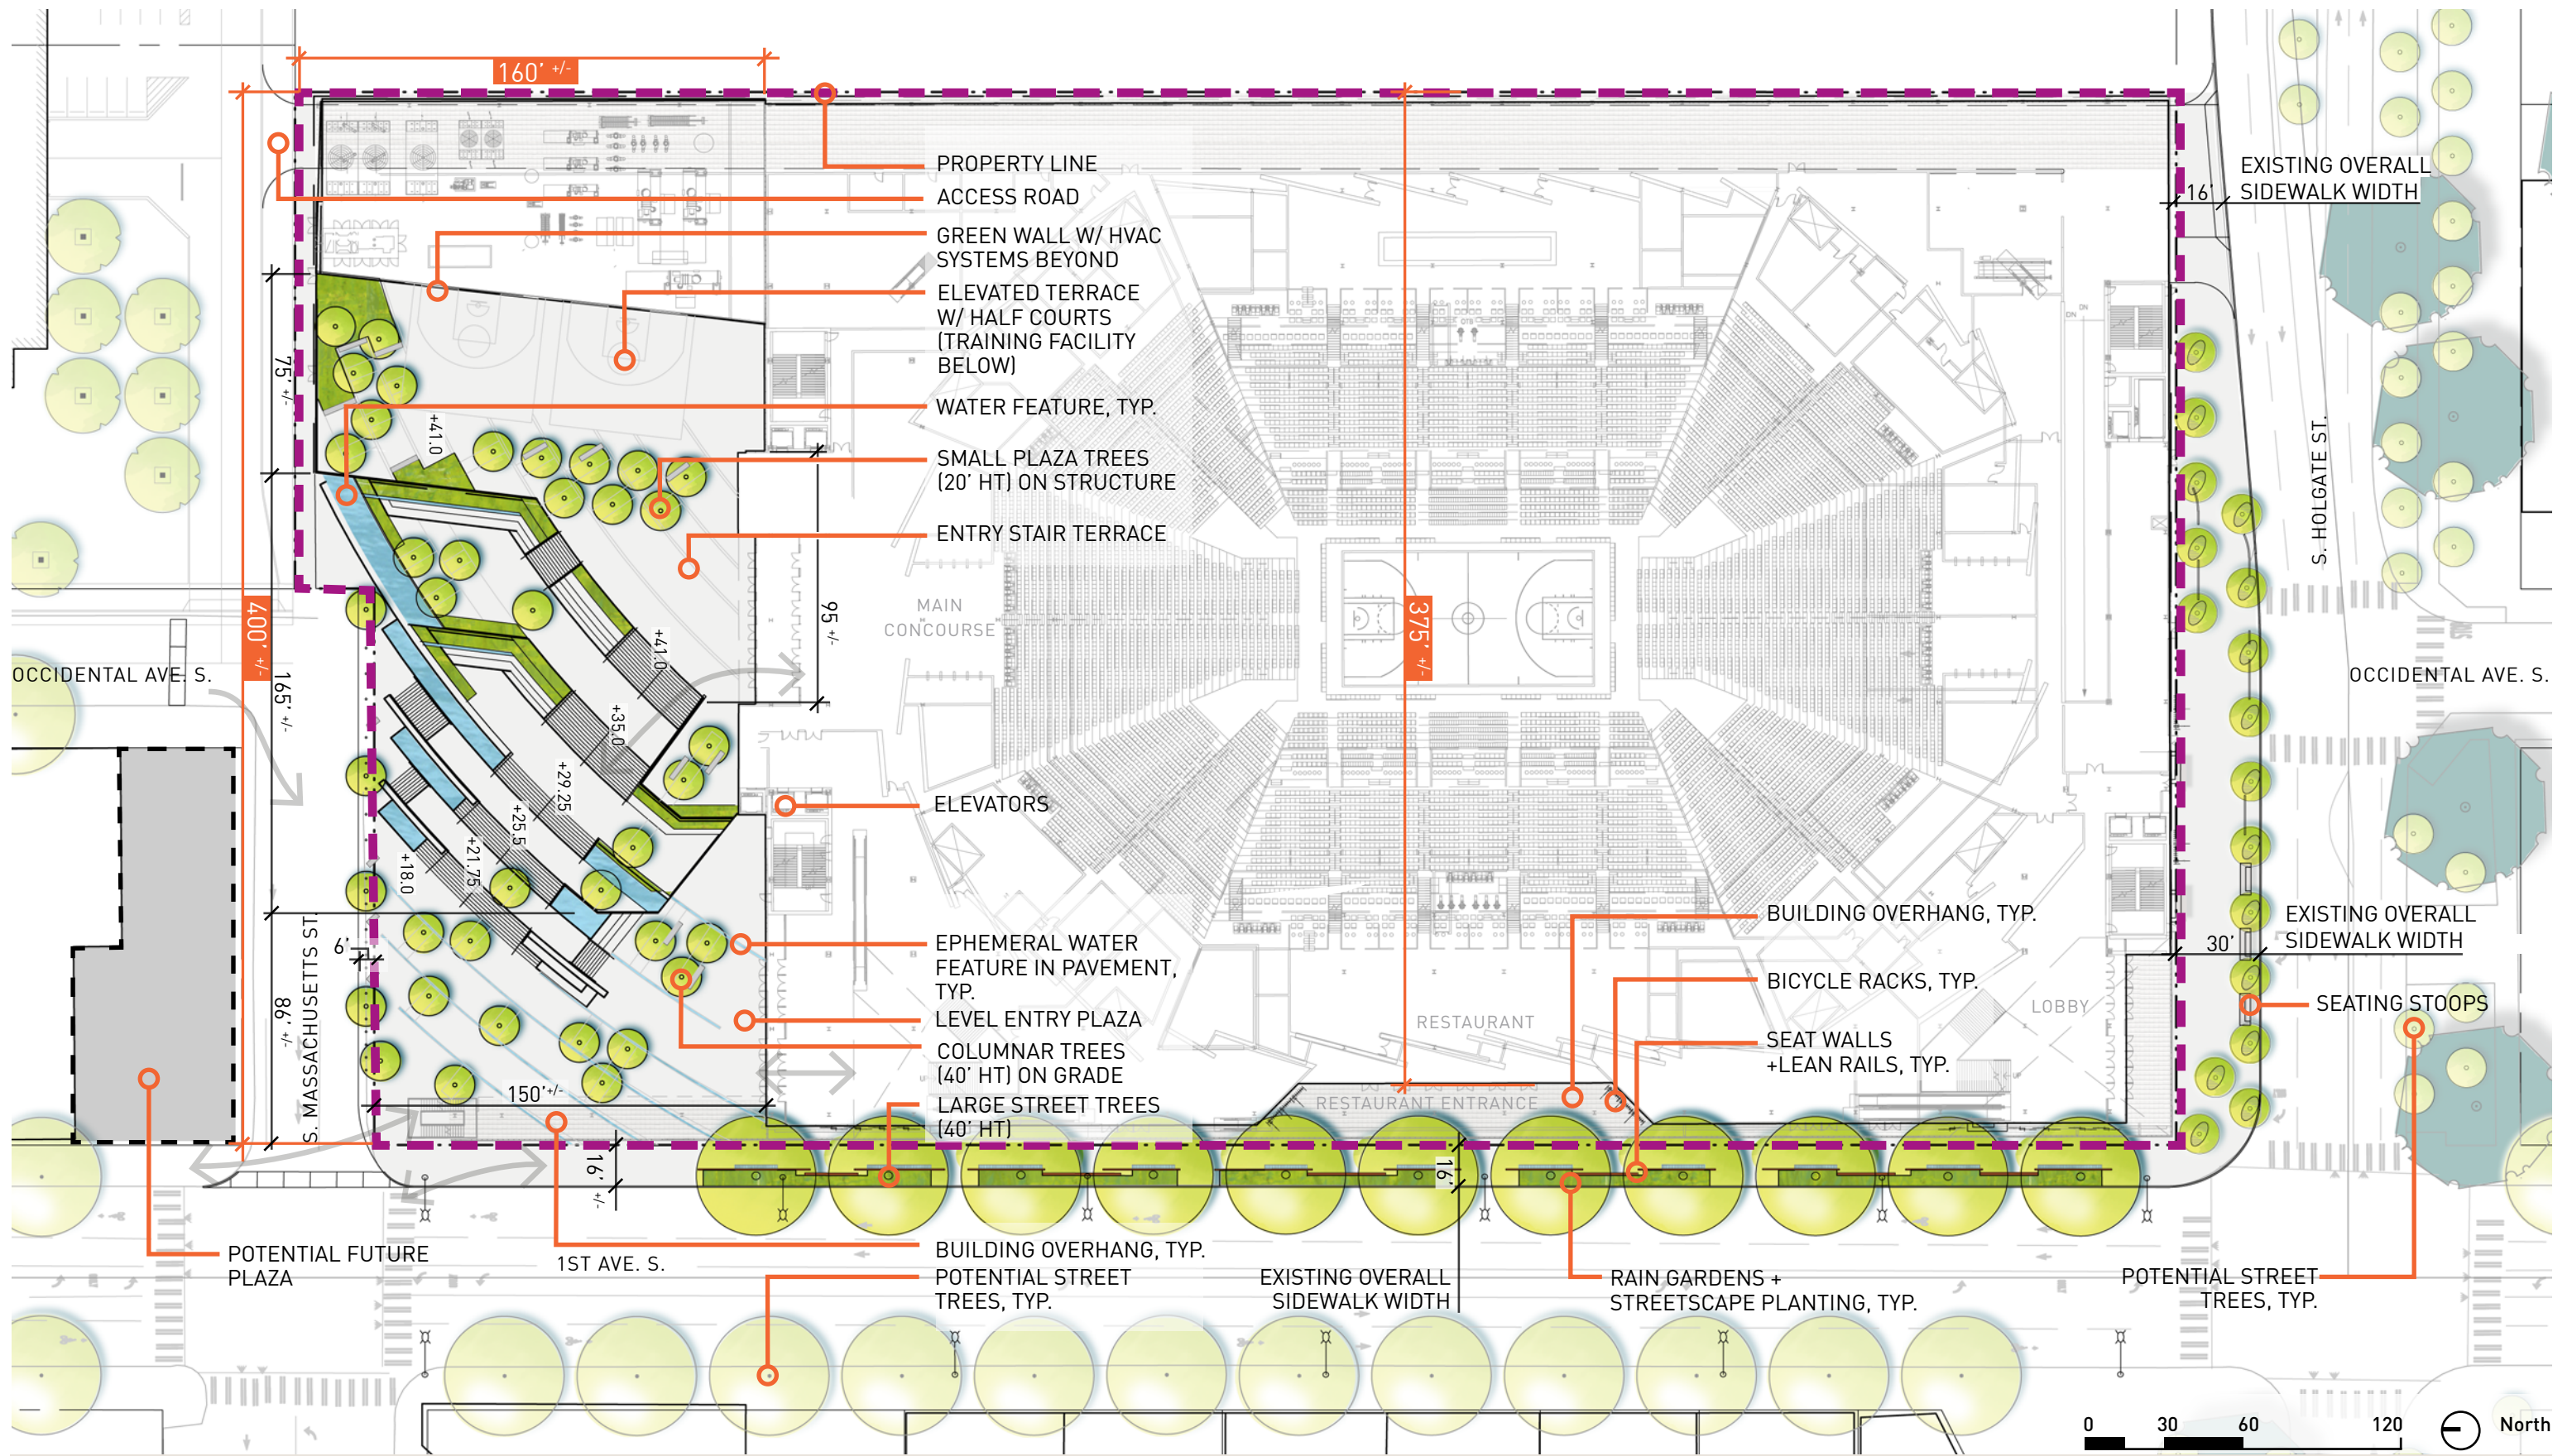 160' +/-
PROPERTY LINE
ACCESS ROAD
GREEN WALL W/ HVAC
SYSTEMS BEYOND
ELEVATED TERRACE
W/ HALF COURTS
(TRAINING FACILITY
BELOW)
WATER FEATURE, TYP.
SMALL PLAZA TREES
(20' HT) ON STRUCTURE
ENTRY STAIR TERRACE
MAIN
CONCOURSE
ELEVATORS
EPHEMERAL WATER
FEATURE IN PAVEMENT,
TYP.
LEVEL ENTRY PLAZA
COLUMNAR TREES
(40' HT) ON GRADE
LARGE STREET TREES
(40' HT)
BUILDING OVERHANG, TYP.
POTENTIAL STREET
TREES, TYP.
75' +/-
400' +/-
165' +/-
86' +/-
6'
150' +/-
16' +/-
95 +/-
375' +/-
+41.0
+41.0
+35.0
+29.25
+25.5
+21.75
+18.0
OCCIDENTAL AVE. S.
S. MASSACHUSETTS ST.
POTENTIAL FUTURE
PLAZA
1ST AVE. S.
EXISTING OVERALL
SIDEWALK WIDTH
16'
RESTAURANT
RESTAURANT ENTRANCE
LOBBY
BUILDING OVERHANG, TYP.
BICYCLE RACKS, TYP.
SEAT WALLS
+LEAN RAILS, TYP.
RAIN GARDENS +
STREETSCAPE PLANTING, TYP.
EXISTING OVERALL
SIDEWALK WIDTH
16'
S. HOLGATE ST.
OCCIDENTAL AVE. S.
EXISTING OVERALL
SIDEWALK WIDTH
30'
SEATING STOOPS
POTENTIAL STREET
TREES, TYP.
DN
DN
UP
0 30 60 120
North